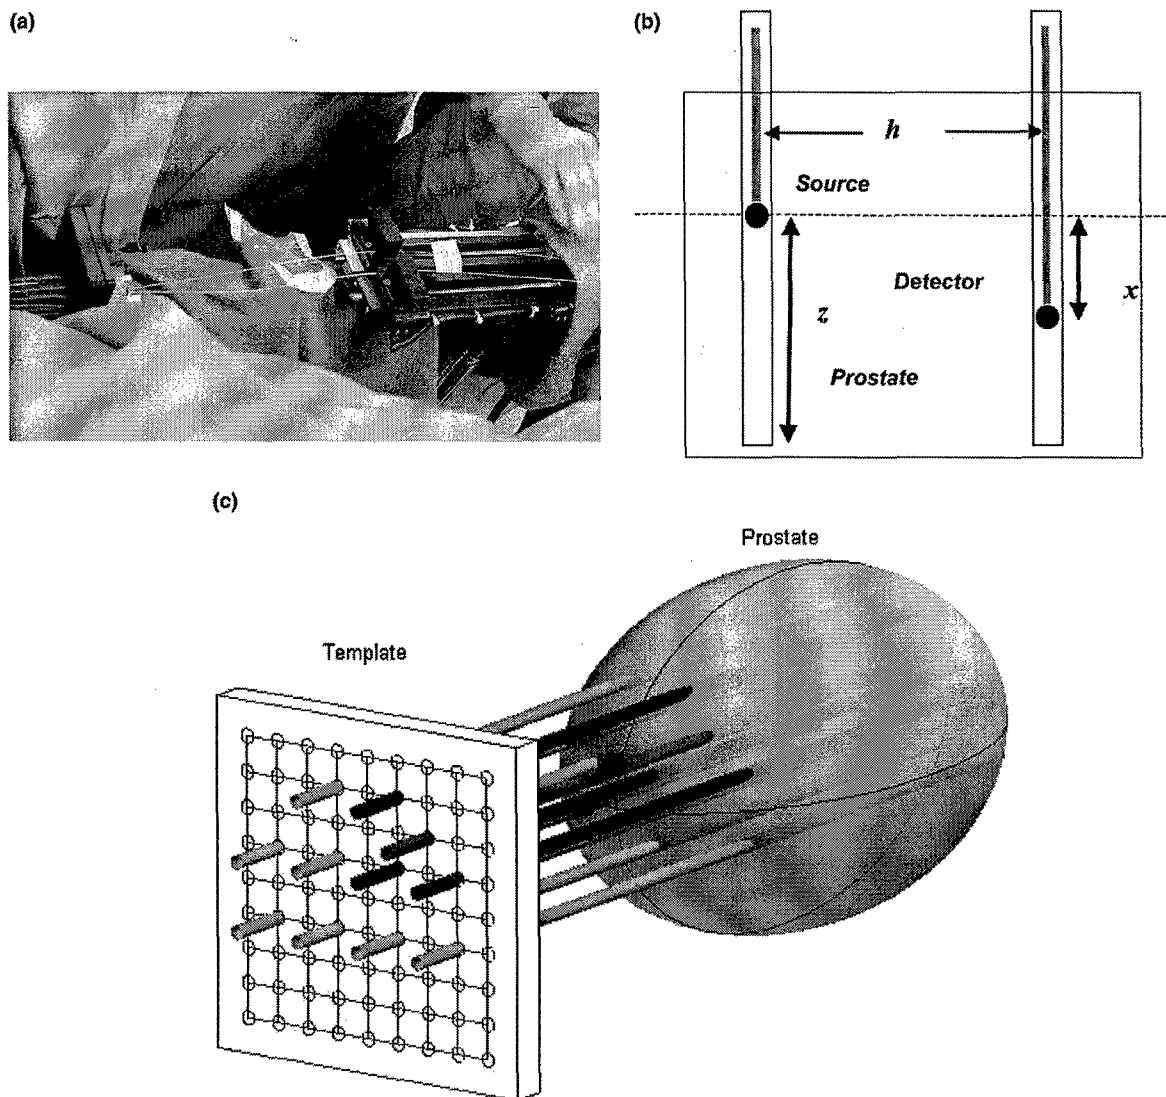 (a)
(b)
h
Source
Detector
x
z
Prostate
(c)
Prostate
Template